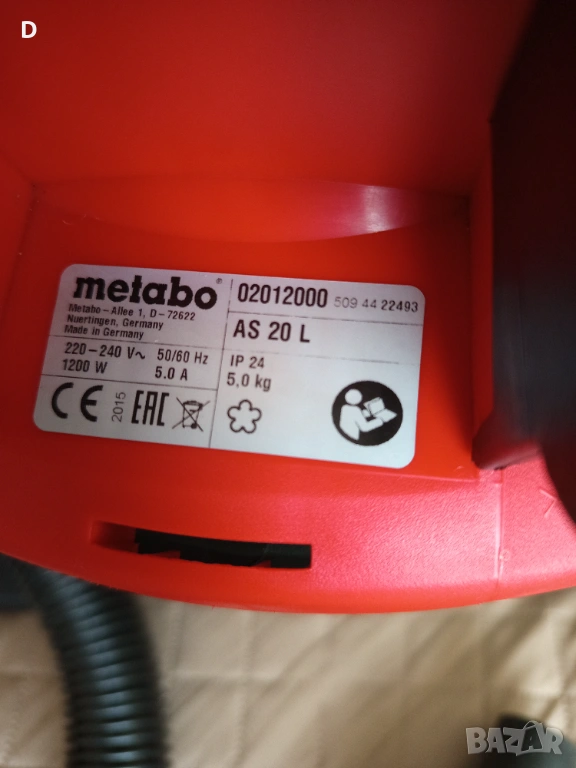 D
metabo®
Metabo-Allee 1, D-72622
Nuertingen, Germany
Made in Germany
220-240 V~ 50/60 Hz
1200 W 5.0 A
CE 2015 EAC
02012000 509 44 22493
AS 20 L
IP 24
5,0 kg
BAZAR